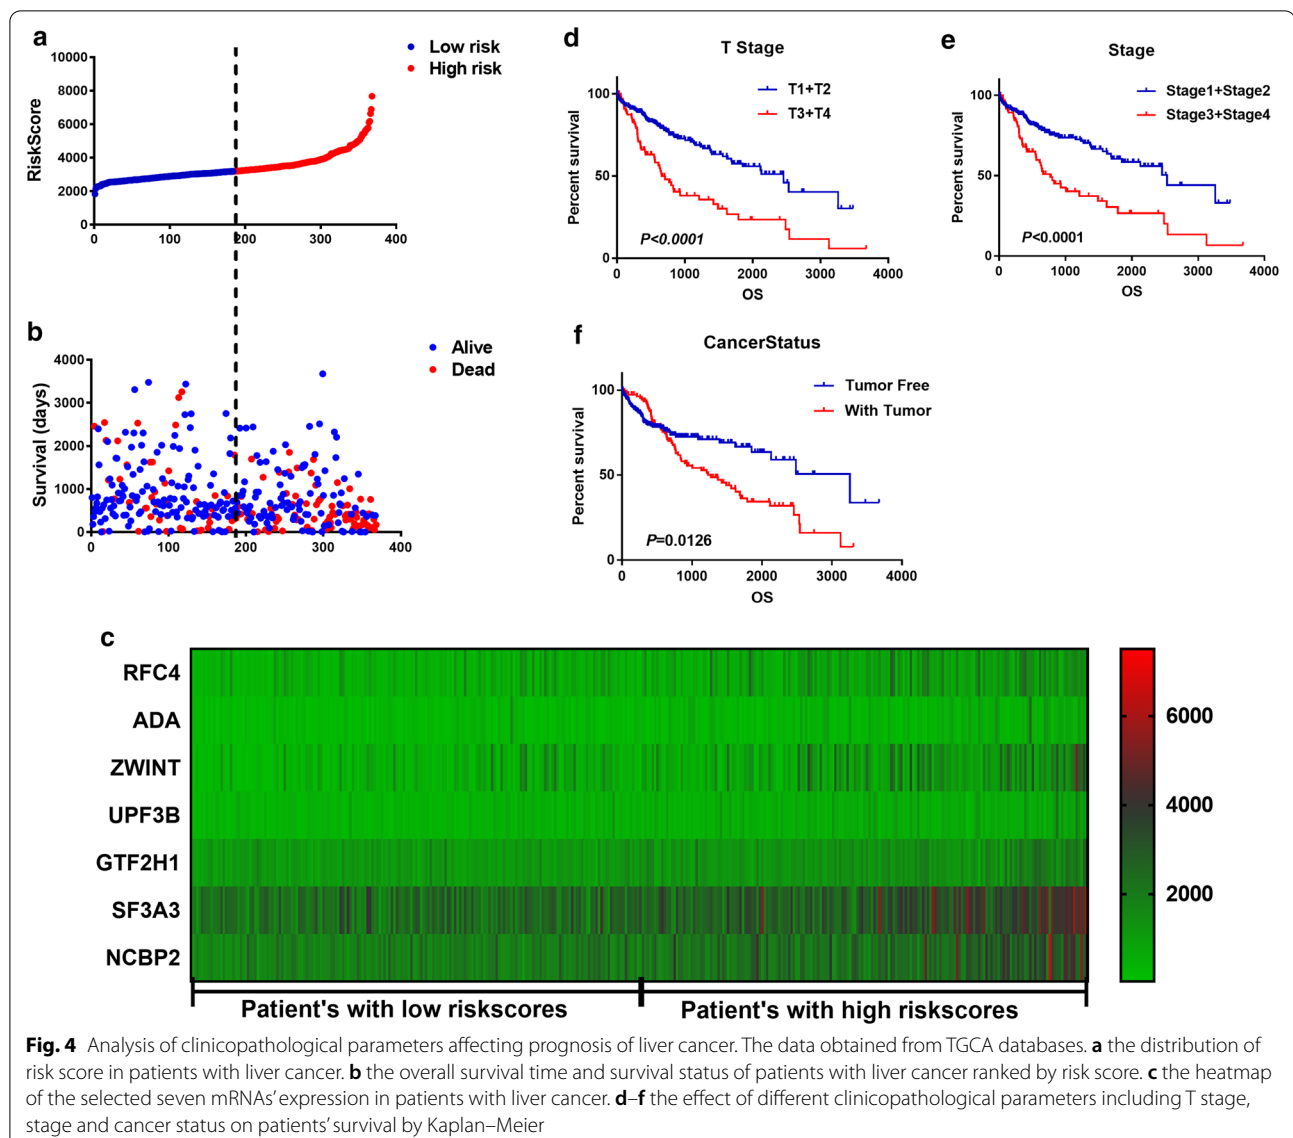 a
10000
8000
6000
4000
2000
0
RiskScore
0 100 200 300 400
Low risk
High risk
b
4000
3000
2000
1000
0
Survival (days)
0 100 200 300 400
Alive
Dead
d
T Stage
100
50
0
Percent survival
T1+T2
T3+T4
P<0.0001
0 1000 2000 3000 4000
OS
e
Stage
100
50
0
Percent survival
Stage1+Stage2
Stage3+Stage4
P<0.0001
0 1000 2000 3000 4000
OS
f
CancerStatus
100
50
0
Percent survival
Tumor Free
With Tumor
P=0.0126
0 1000 2000 3000 4000
OS
c
RFC4
ADA
ZWINT
UPF3B
GTF2H1
SF3A3
NCBP2
6000
4000
2000
Patient's with low riskscores
Patient's with high riskscores
Fig. 4 Analysis of clinicopathological parameters affecting prognosis of liver cancer. The data obtained from TGCA databases. a the distribution of
risk score in patients with liver cancer. b the overall survival time and survival status of patients with liver cancer ranked by risk score. c the heatmap
of the selected seven mRNAs’ expression in patients with liver cancer. d–f the effect of different clinicopathological parameters including T stage,
stage and cancer status on patients’ survival by Kaplan–Meier